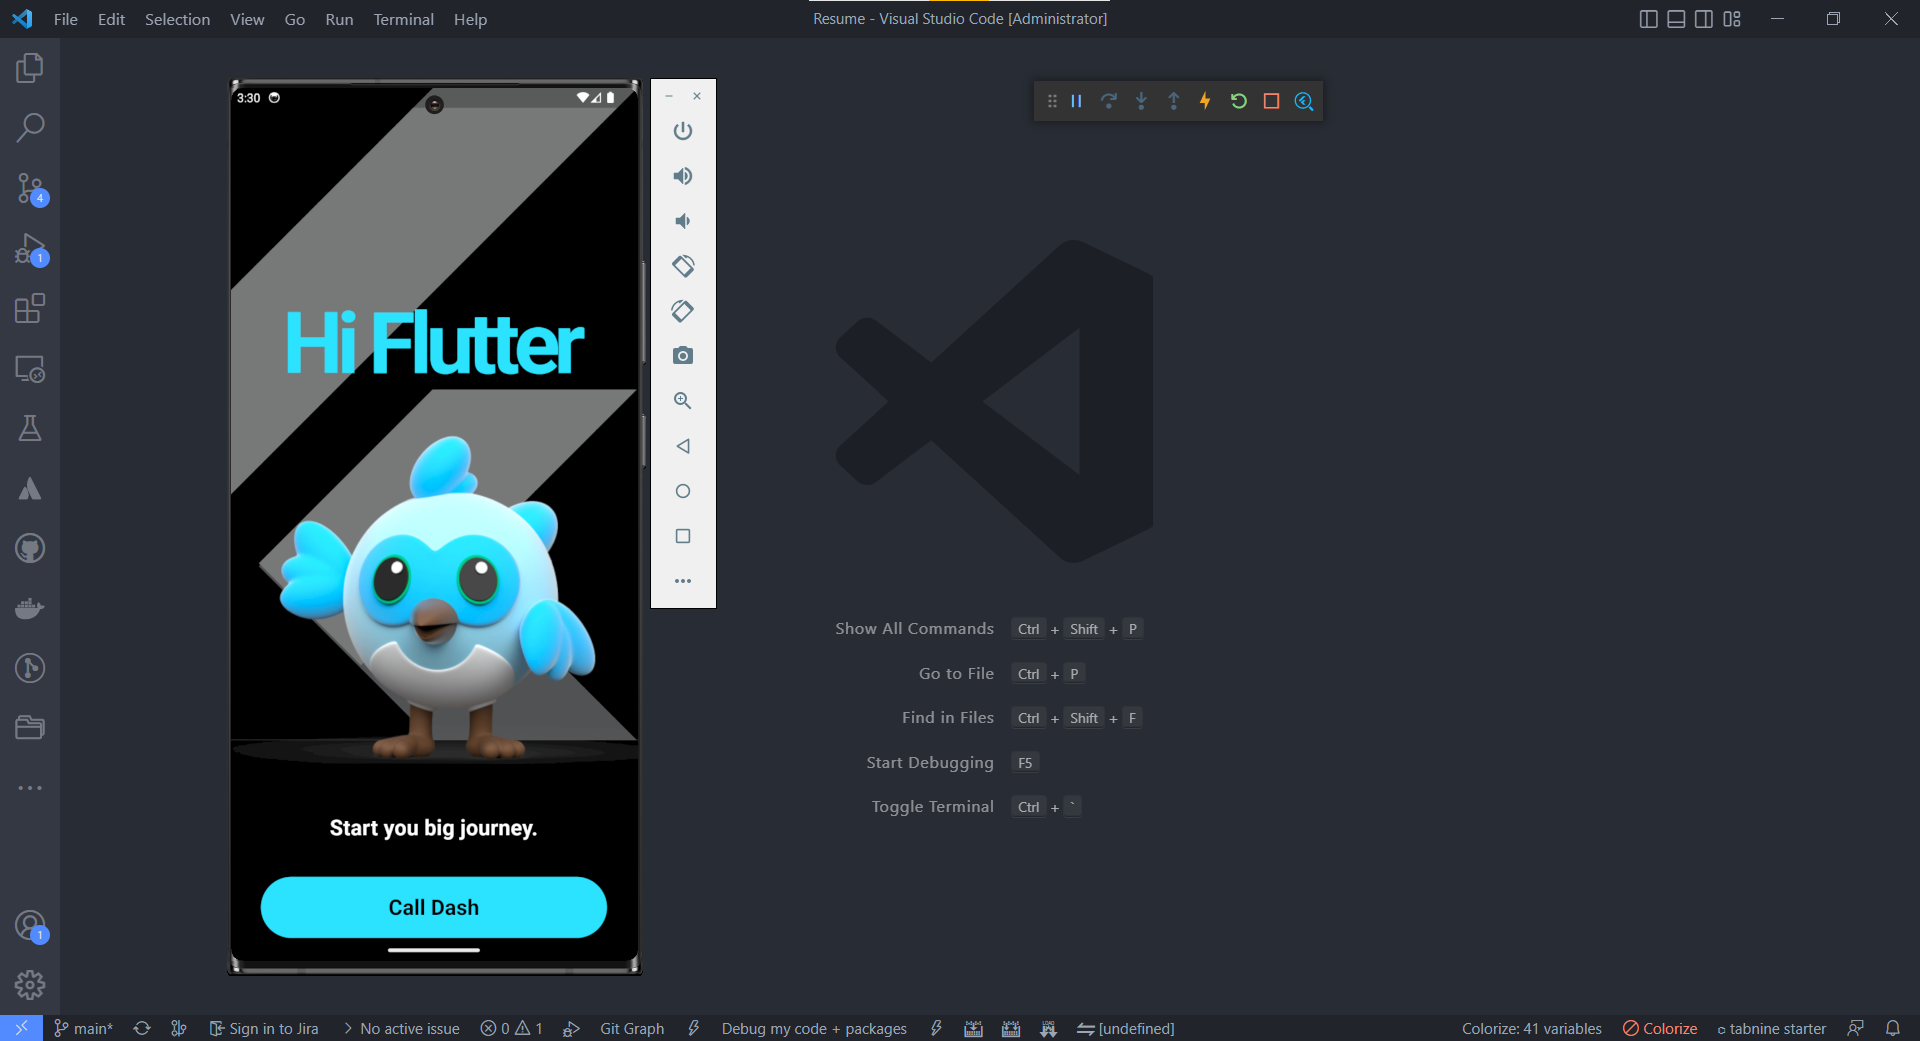 File Edit Selection View Go Run Terminal Help
Resume - Visual Studio Code [Administrator]
3:30
Hi Flutter
Start you big journey.
Call Dash
4
1
Show All Commands Ctrl + Shift + P
Go to File Ctrl + P
Find in Files Ctrl + Shift + F
Start Debugging F5
Toggle Terminal Ctrl + `
1
main* Sign in to Jira No active issue 0 1 Git Graph Debug my code + packages [undefined] Colorize: 41 variables Colorize tabnine starter